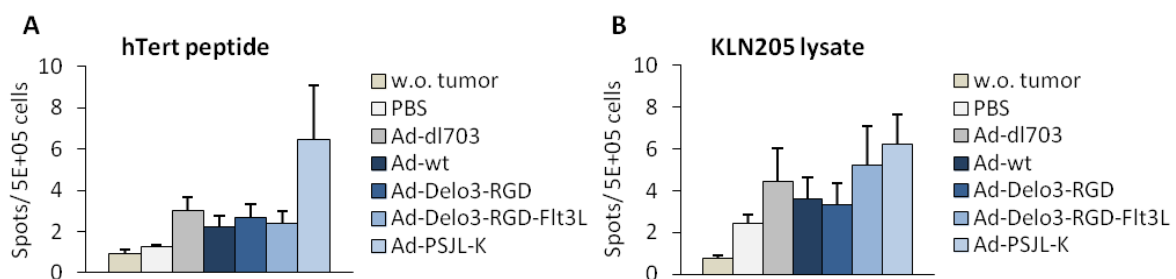 A
hTert peptide
Spots/ 5E+05 cells
10
8
6
4
2
0
w.o. tumor
PBS
Ad-dl703
Ad-wt
Ad-Delo3-RGD
Ad-Delo3-RGD-Flt3L
Ad-PSJL-K
B
KLN205 lysate
Spots/ 5E+05 cells
10
8
6
4
2
0
w.o. tumor
PBS
Ad-dl703
Ad-wt
Ad-Delo3-RGD
Ad-Delo3-RGD-Flt3L
Ad-PSJL-K